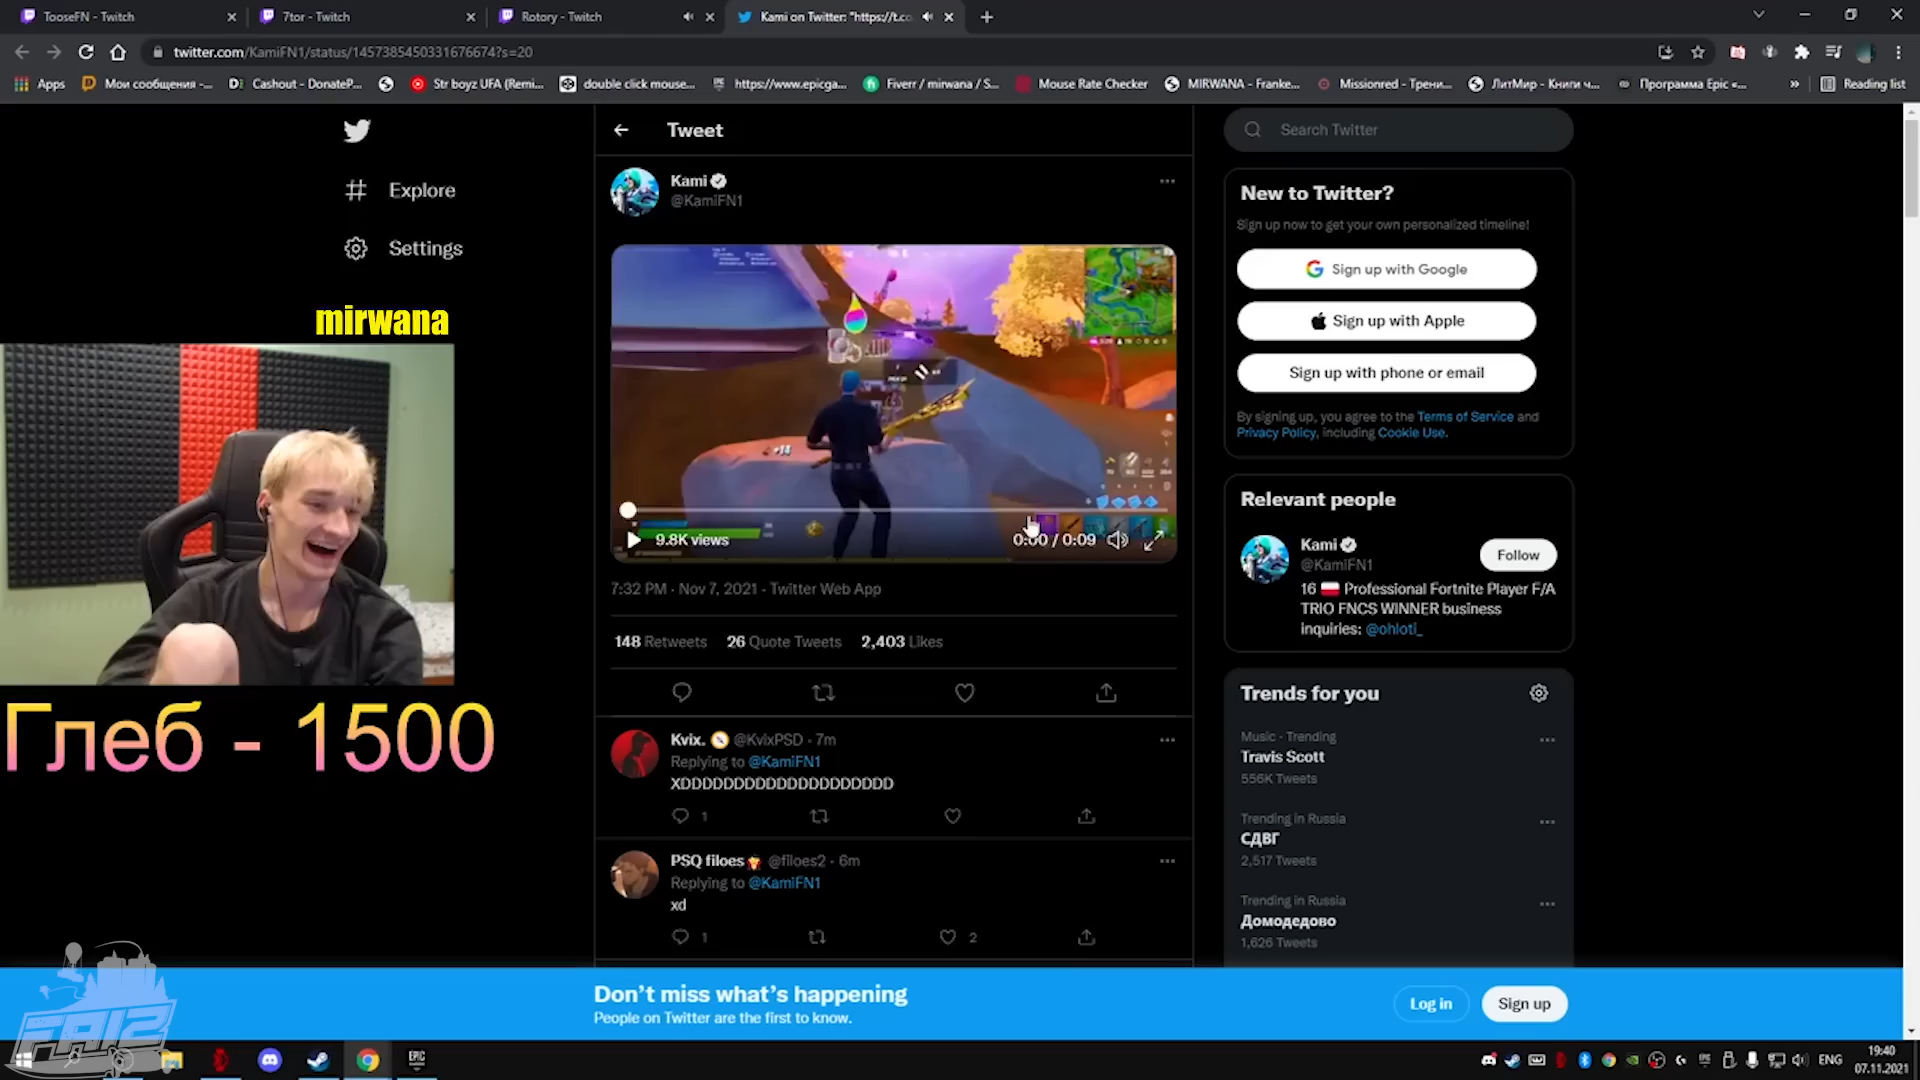 TooseFN - Twitch
7tor - Twitch
Rotory - Twitch
Kami on Twitter: "https://t.co
twitter.com/KamiFN1/status/1457385450331676674?s=20
Apps
Мои сообщения -...
Cashout - DonateP...
Str boyz UFA (Remi...
double click mouse...
https://www.epicga...
Fiverr / mirwana / S...
Mouse Rate Checker
MIRWANA - Franke...
Missionred - Трени...
ЛитМир - Книги ч...
Программа Epic «...
Reading list
Explore
Settings
mirwana
Глеб - 1500
Tweet
Kami
@KamiFN1
+14
9.8K views
0:00 / 0:09
7:32 PM · Nov 7, 2021 · Twitter Web App
148 Retweets 26 Quote Tweets 2,403 Likes
Kvix. @KvixPSD · 7m
Replying to @KamiFN1
XDDDDDDDDDDDDDDDDDDDD
1
PSQ filoes @filoes2 · 6m
Replying to @KamiFN1
xd
1
2
Search Twitter
New to Twitter?
Sign up now to get your own personalized timeline!
Sign up with Google
Sign up with Apple
Sign up with phone or email
By signing up, you agree to the Terms of Service and
Privacy Policy, including Cookie Use.
Relevant people
Kami
@KamiFN1
Follow
16 Professional Fortnite Player F/A
TRIO FNCS WINNER business
inquiries: @ohloti_
Trends for you
Music · Trending
Travis Scott
556K Tweets
Trending in Russia
СДВГ
2,517 Tweets
Trending in Russia
Домодедово
1,626 Tweets
Don't miss what's happening
People on Twitter are the first to know.
Log in
Sign up
FA12
EPIC
ENG
19:40
07.11.2021